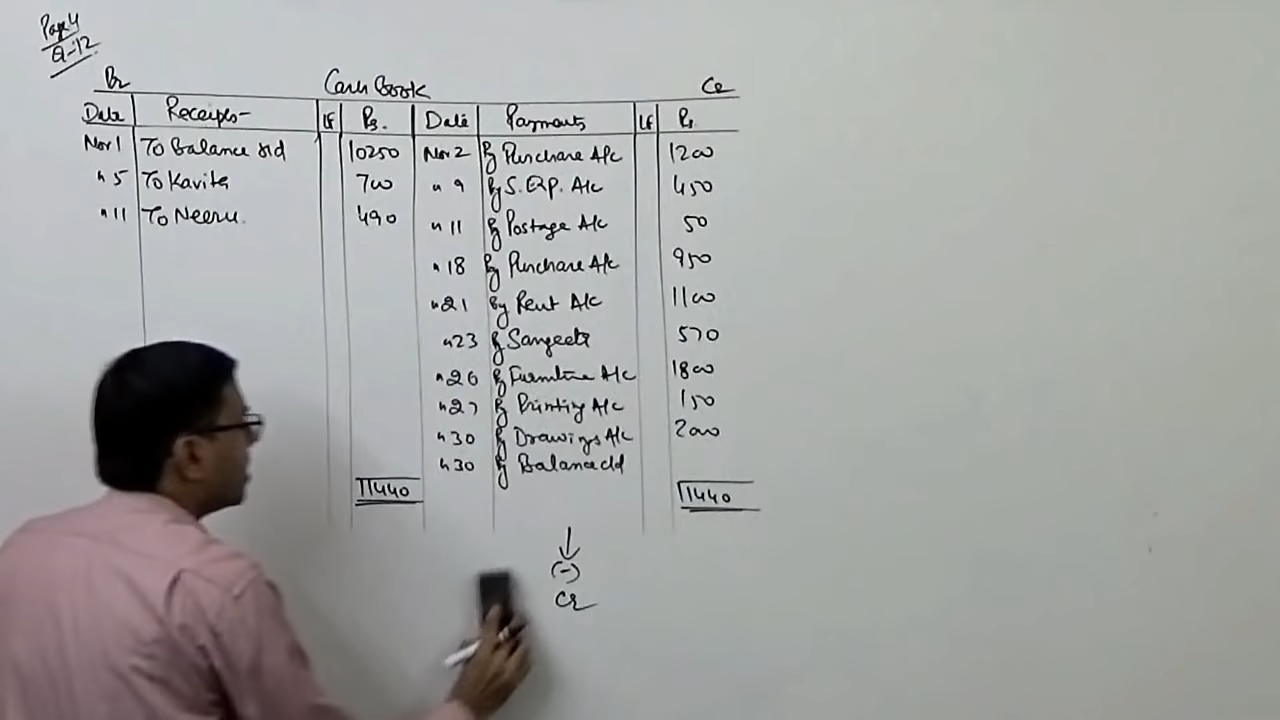 Page 4
Q-12
Dr Cash Book Cr
Date Receipts LF Rs. Date Payments LF Rs.
Nov 1 To Balance b/d 10250 Nov 2 By Purchase A/c 1200
" 5 To Kavita 700 " 9 By S. Exp. A/c 450
" 11 To Neeru. 490 " 11 By Postage A/c 50
" 18 By Purchase A/c 950
" 21 By Rent A/c 1100
" 23 By Sangeeta 570
" 26 By Furniture A/c 1800
" 27 By Printing A/c 150
" 30 By Drawings A/c 2000
" 30 By Balance c/d
11440 11440
(-)
Cr